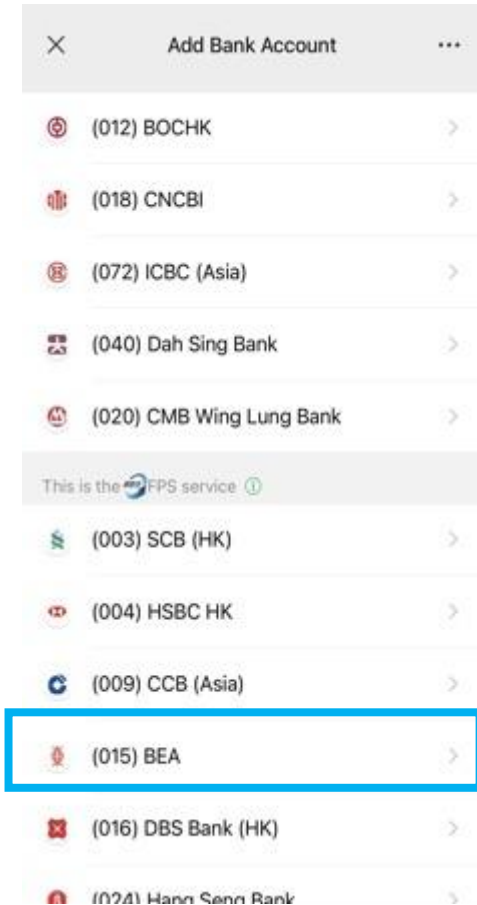 Add Bank Account
(012) BOCHK
(018) CNCBI
(072) ICBC (Asia)
(040) Dah Sing Bank
(020) CMB Wing Lung Bank
This is the FPS service
(003) SCB (HK)
(004) HSBC HK
(009) CCB (Asia)
(015) BEA
(016) DBS Bank (HK)
(024) Hang Seng Bank